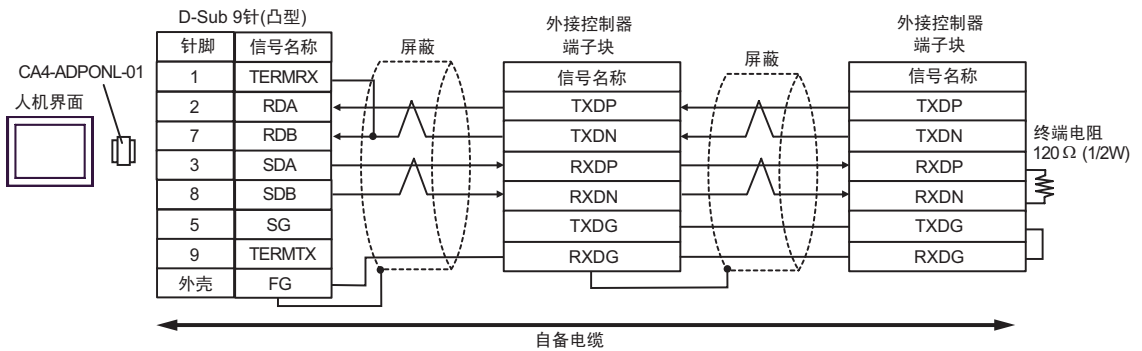 D-Sub 9针(凸型)
针脚 信号名称
1 TERMRX
2 RDA
7 RDB
3 SDA
8 SDB
5 SG
9 TERMTX
外壳 FG
CA4-ADPONL-01
人机界面
屏蔽
外接控制器
端子块
信号名称
TXDP
TXDN
RXDP
RXDN
TXDG
RXDG
屏蔽
外接控制器
端子块
信号名称
TXDP
TXDN
RXDP
RXDN
TXDG
RXDG
终端电阻
120Ω (1/2W)
自备电缆